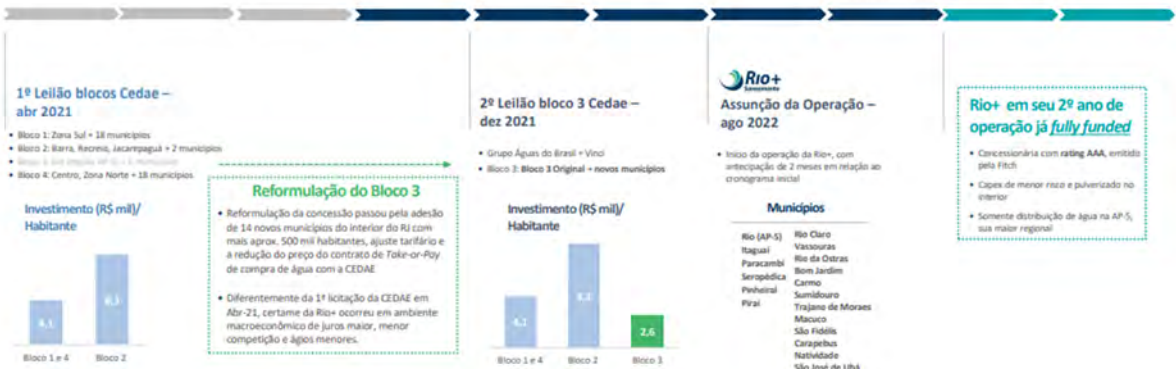 1º Leilão blocos Cedae –
abr 2021
• Bloco 1: Zona Sul + 18 municípios
• Bloco 2: Barra, Recreio, Jacarepaguá + 2 municípios
• Bloco 4: Centro, Zona Norte + 18 municípios
Investimento (R$ mil)/
Habitante
4,1
Bloco 1 e 4
Bloco 2
Reformulação do Bloco 3
• Reformulação da concessão passou pela adesão
de 14 novos municípios do interior do RJ com
mais aprox. 500 mil habitantes, ajuste tarifário e
a redução do preço do contrato de Take-or-Pay
de compra de água com a CEDAE
• Diferentemente da 1ª licitação da CEDAE em
Abr-21, certame da Rio+ ocorreu em ambiente
macroeconômico de juros maior, menor
competição e ágios menores.
2º Leilão bloco 3 Cedae –
dez 2021
• Grupo Águas do Brasil + Vinci
• Bloco 3: Bloco 3 Original + novos municípios
Investimento (R$ mil)/
Habitante
4,1
2,6
Bloco 1 e 4
Bloco 2
Bloco 3
Rio+
Saneamento
Assunção da Operação –
ago 2022
• Início da operação da Rio+, com
antecipação de 2 meses em relação ao
cronograma inicial
Municípios
Rio (AP-5)
Itaguaí
Paracambi
Seropédica
Pinheiral
Piraí
Rio Claro
Vassouras
Rio da Ostras
Bom Jardim
Carmo
Sumidouro
Trajano de Moraes
Macuco
São Fidélis
Carapebus
Natividade
São José de Ubá
Rio+ em seu 2º ano de
operação já fully funded
• Concessionária com rating AAA, emitido
pela Fitch
• Capex de menor risco e pulverizado no
interior
• Somente distribuição de água na AP-5,
sua maior regional